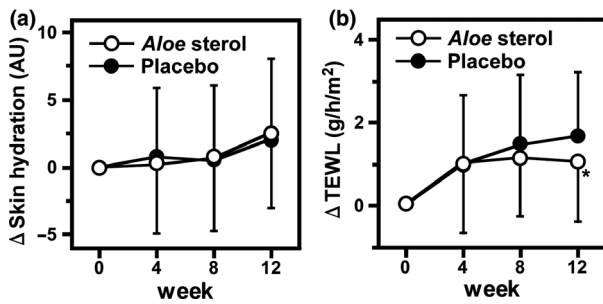 (a)
Δ Skin hydration (AU)
10
5
0
−5
Aloe sterol
Placebo
0 4 8 12
week
(b)
Δ TEWL (g/h/m²)
4
2
0
Aloe sterol
Placebo
*
0 4 8 12
week